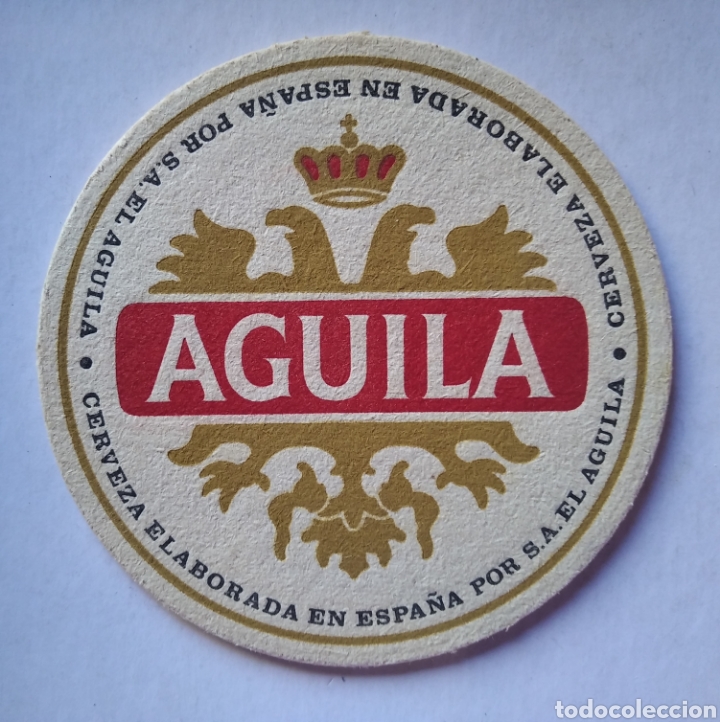 CERVEZA ELABORADA EN ESPAÑA POR S.A. EL AGUILA •
AGUILA
CERVEZA ELABORADA EN ESPAÑA POR S.A. EL AGUILA •
todocoleccion